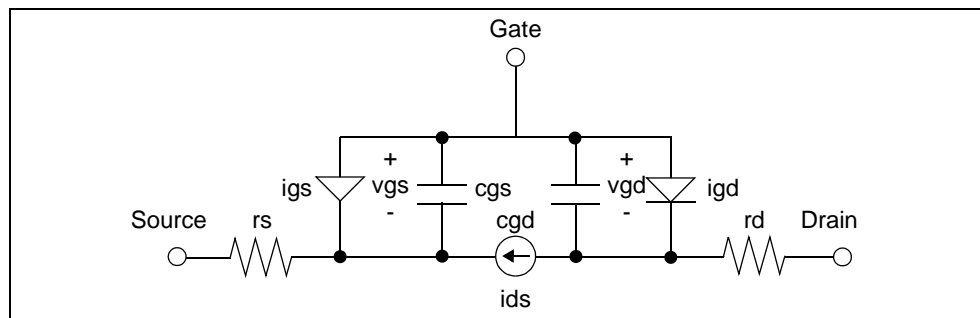 Gate
+
+
igs
vgs
cgs
vgd
igd
-
-
cgd
Source
rs
rd
Drain
ids